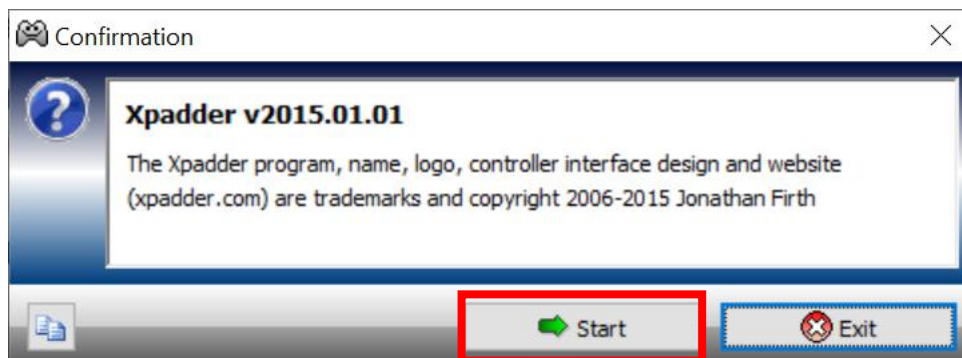 Confirmation
Xpadder v2015.01.01
The Xpadder program, name, logo, controller interface design and website
(xpadder.com) are trademarks and copyright 2006-2015 Jonathan Firth
Start
Exit